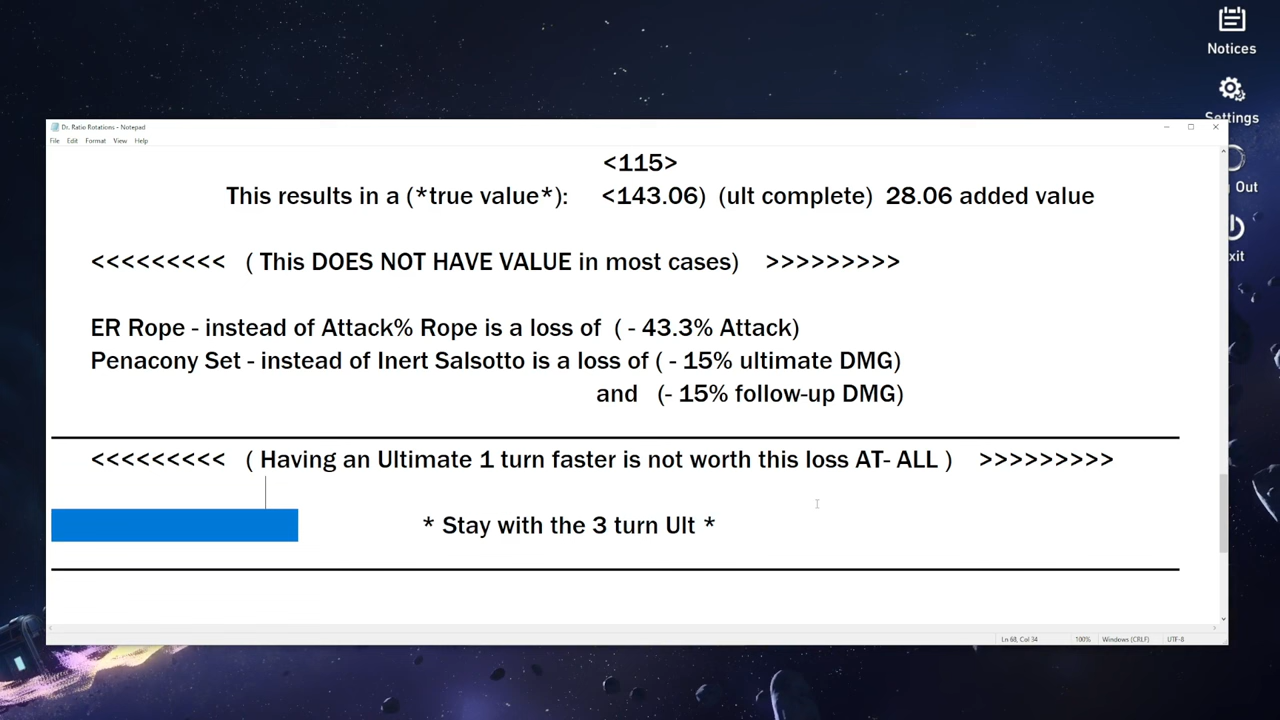 Notices
Settings
Out
xit
Dr. Ratio Rotations - Notepad
File Edit Format View Help
<115>
This results in a (*true value*): <143.06) (ult complete) 28.06 added value
<<<<<<<<< ( This DOES NOT HAVE VALUE in most cases) >>>>>>>>>
ER Rope - instead of Attack% Rope is a loss of ( - 43.3% Attack)
Penacony Set - instead of Inert Salsotto is a loss of ( - 15% ultimate DMG)
and (- 15% follow-up DMG)
<<<<<<<<< ( Having an Ultimate 1 turn faster is not worth this loss AT- ALL ) >>>>>>>>>
* Stay with the 3 turn Ult *
Ln 68, Col 34 100% Windows (CRLF) UTF-8